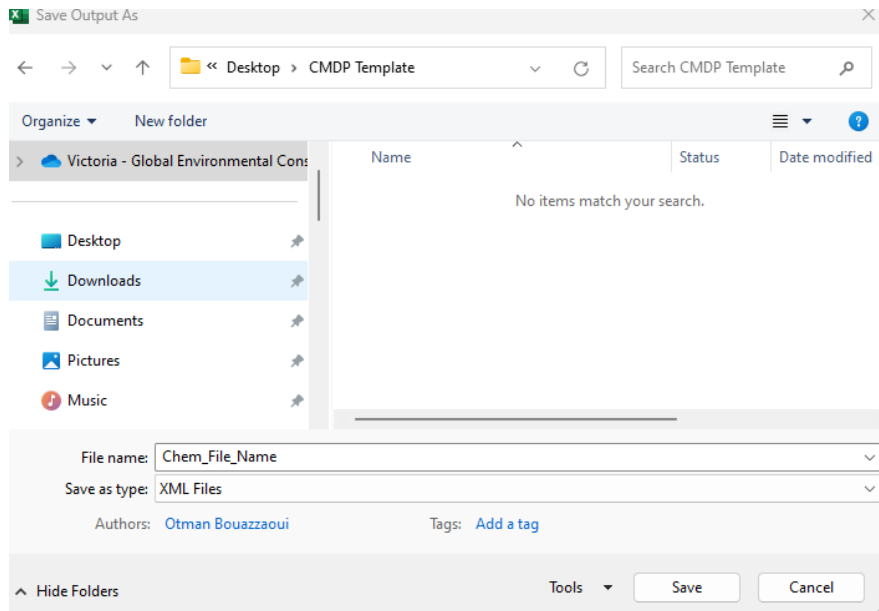 Save Output As
« Desktop > CMDP Template
Search CMDP Template
Organize
New folder
Victoria - Global Environmental Cons
Name
Status
Date modified
No items match your search.
Desktop
Downloads
Documents
Pictures
Music
File name: Chem_File_Name
Save as type: XML Files
Authors: Otman Bouazzaoui
Tags: Add a tag
Hide Folders
Tools
Save
Cancel